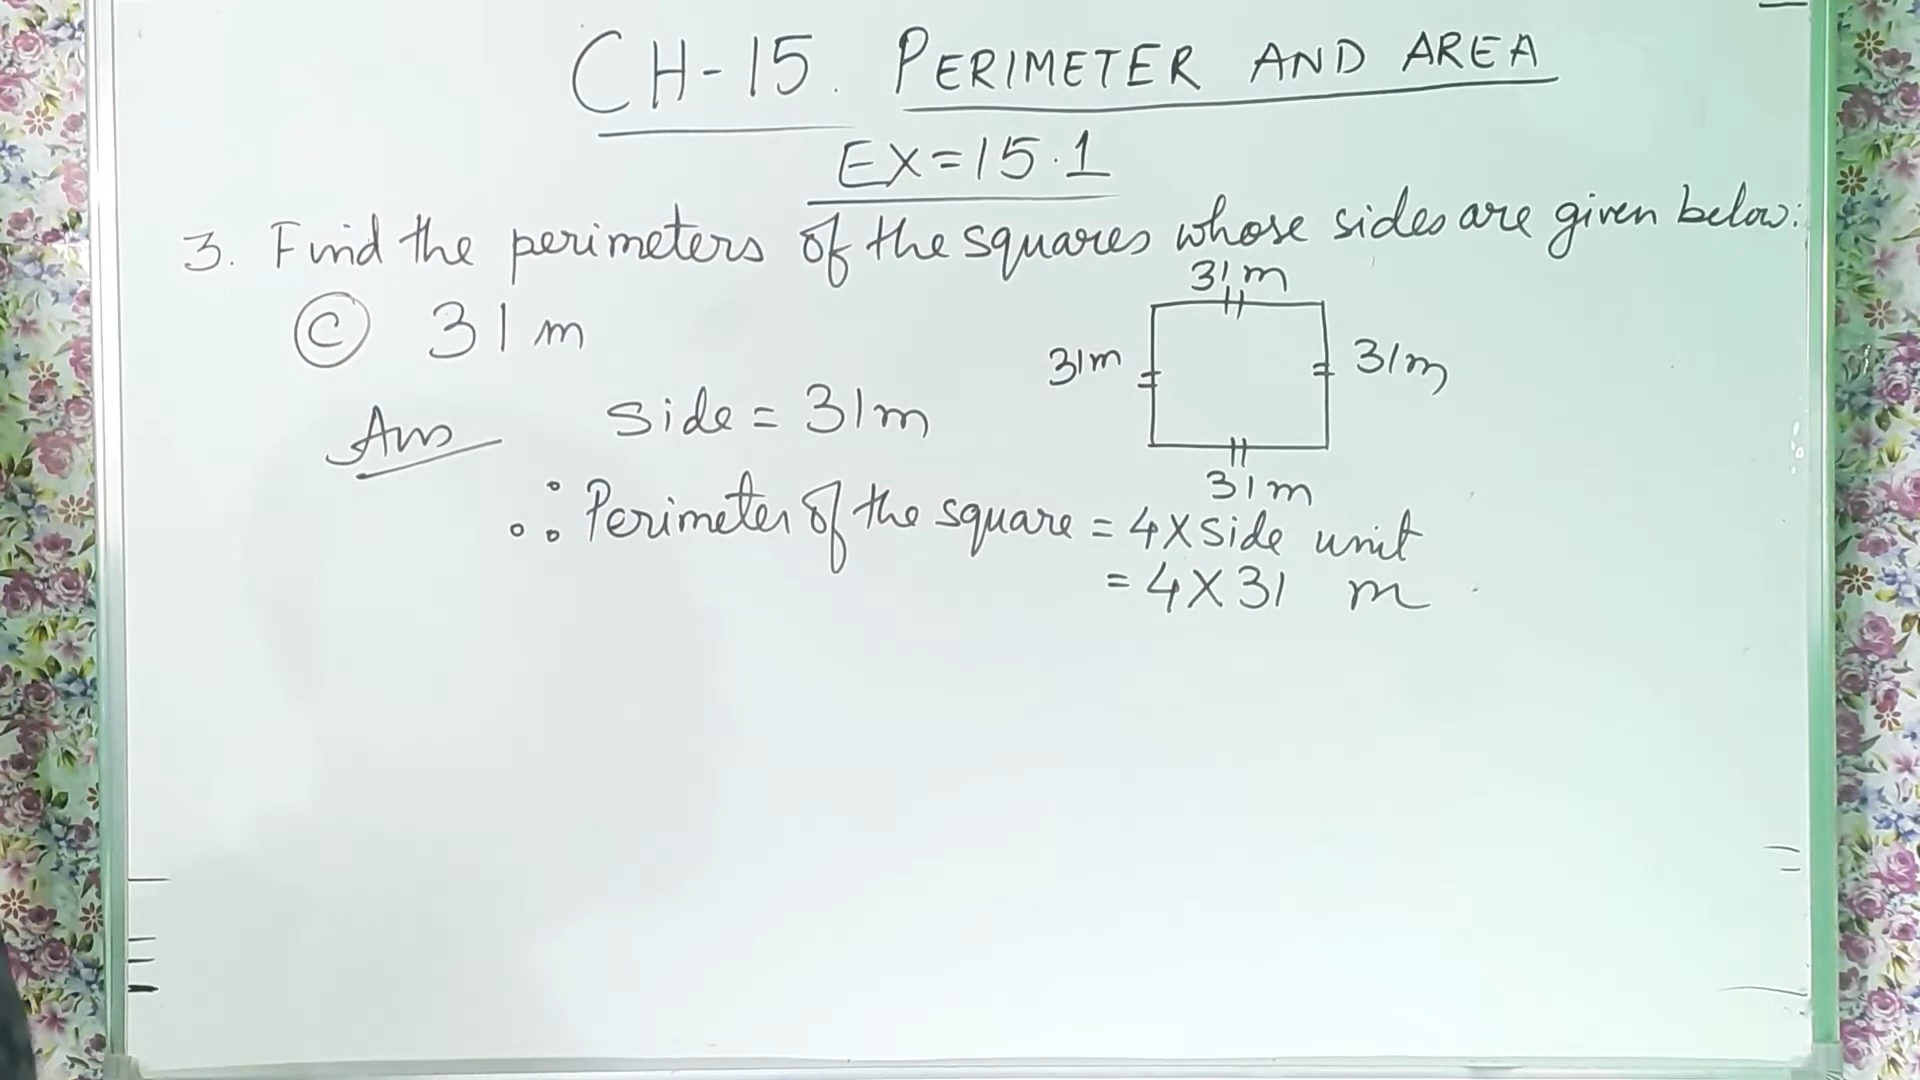 CH-15. PERIMETER AND AREA
EX=15.1
3. Find the perimeters of the squares whose sides are given below:
31m
ⓒ 31m
31m
31m
Ans side = 31m
31m
∴ Perimeter of the square = 4×side unit
= 4×31 m